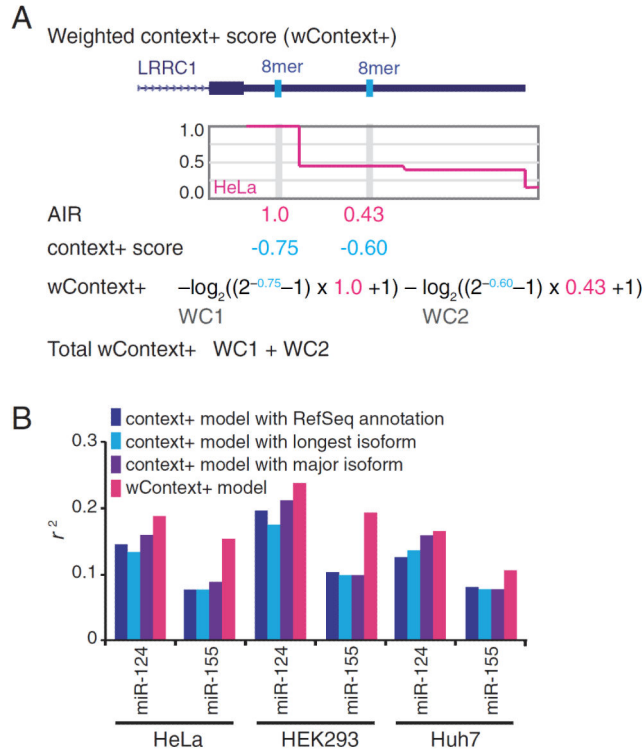 A
Weighted context+ score (wContext+)
LRRC1
8mer 8mer
1.0
0.5
0.0
HeLa
AIR 1.0 0.43
context+ score -0.75 -0.60
wContext+ −log2((2−0.75−1) x 1.0 +1) − log2((2−0.60−1) x 0.43 +1)
WC1 WC2
Total wContext+ WC1 + WC2
B
context+ model with RefSeq annotation
context+ model with longest isoform
context+ model with major isoform
wContext+ model
0.3
0.2
0.1
0
r 2
miR-124 miR-155 miR-124 miR-155 miR-124 miR-155
HeLa HEK293 Huh7